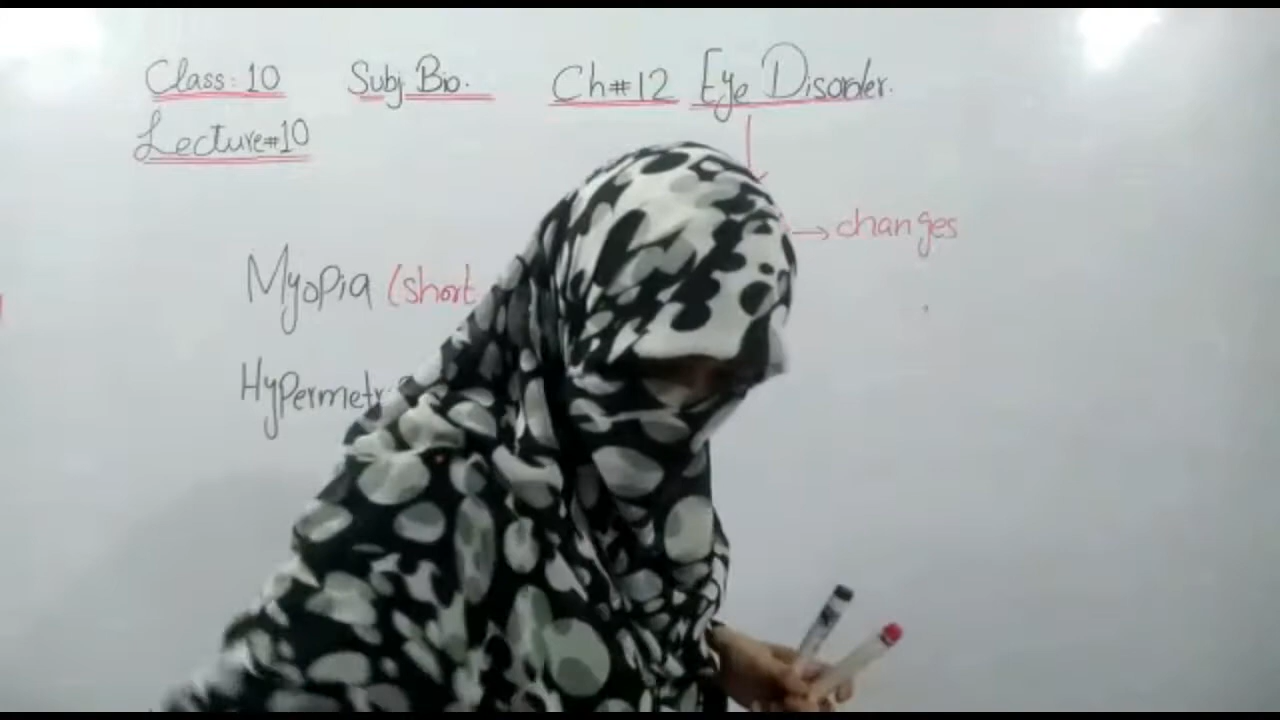 Class: 10 Subj Bio. Ch#12 Eye Disorder.
Lecture#10
→ changes
Myopia (short
Hypermetr